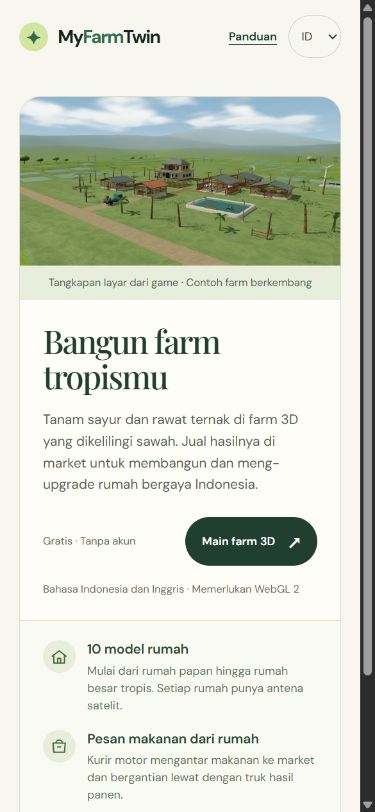 MyFarmTwin
Panduan
ID
Tangkapan layar dari game · Contoh farm berkembang
Bangun farm
tropismu
Tanam sayur dan rawat ternak di farm 3D
yang dikelilingi sawah. Jual hasilnya di
market untuk membangun dan meng-
upgrade rumah bergaya Indonesia.
Gratis · Tanpa akun
Main farm 3D ↗
Bahasa Indonesia dan Inggris · Memerlukan WebGL 2
10 model rumah
Mulai dari rumah papan hingga rumah
besar tropis. Setiap rumah punya antena
satelit.
Pesan makanan dari rumah
Kurir motor mengantar makanan ke market
dan bergantian lewat dengan truk hasil
panen.